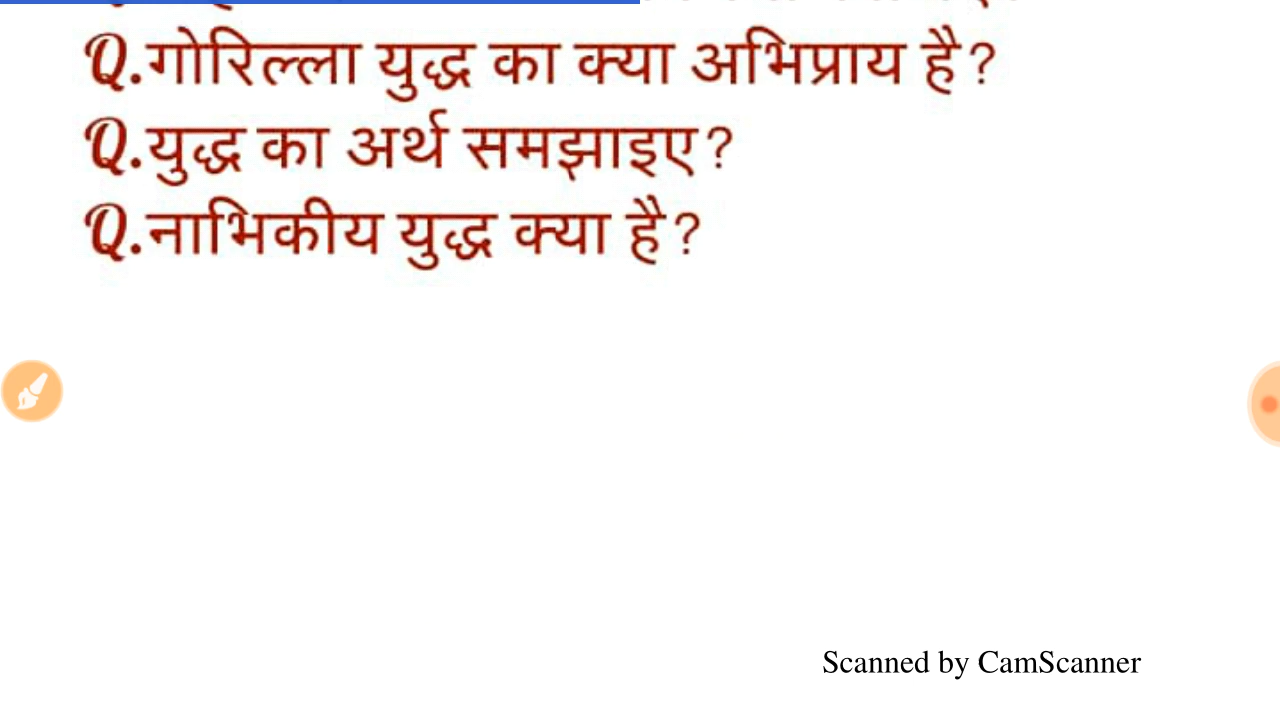 Q.गोरिल्ला युद्ध का क्या अभिप्राय है?
Q.युद्ध का अर्थ समझाइए?
Q.नाभिकीय युद्ध क्या है?
Scanned by CamScanner